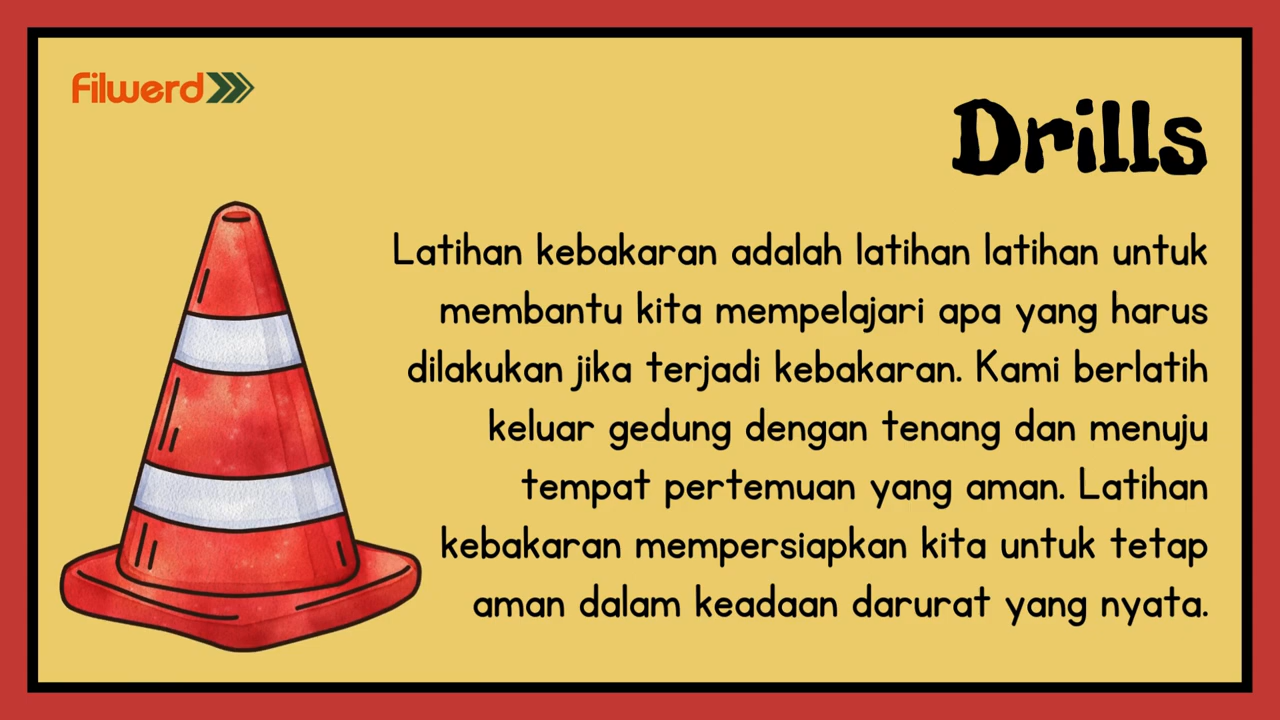 Filwerd
Drills
Latihan kebakaran adalah latihan latihan untuk
membantu kita mempelajari apa yang harus
dilakukan jika terjadi kebakaran. Kami berlatih
keluar gedung dengan tenang dan menuju
tempat pertemuan yang aman. Latihan
kebakaran mempersiapkan kita untuk tetap
aman dalam keadaan darurat yang nyata.